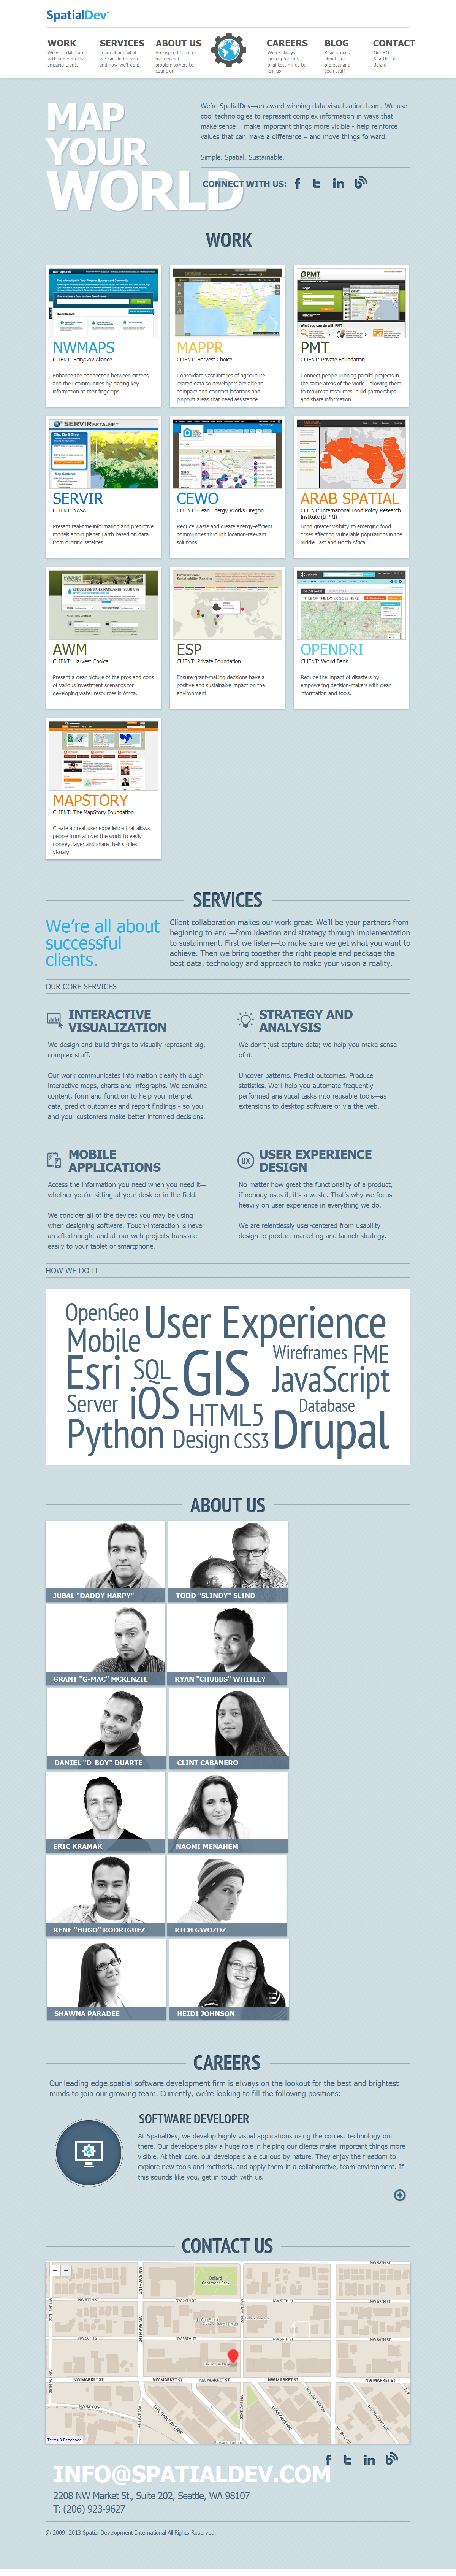 SpatialDev
WORK
We've collaborated
with some pretty
amazing clients
SERVICES
Learn about what
we can do for you
and how we'll do it
ABOUT US
An inspired team of
makers and
problem-solvers to
count on
CAREERS
We're always
looking for the
brightest minds to
join us
BLOG
Read stories
about our
projects and
tech stuff
CONTACT
Our HQ is
Seattle...in
Ballard
MAP
YOUR
WORLD
We're SpatialDev—an award-winning data visualization team. We use
cool technologies to represent complex information in ways that
make sense— make important things more visible - help reinforce
values that can make a difference – and move things forward.
Simple. Spatial. Sustainable.
CONNECT WITH US:
WORK
NWMAPS
CLIENT: EcityGov Alliance
Enhance the connection between citizens
and their communities by placing key
information at their fingertips.
MAPPR
CLIENT: Harvest Choice
Consolidate vast libraries of agriculture-
related data so developers are able to
compare and contrast locations and
pinpoint areas that need assistance.
PMT
PMT
CLIENT: Private Foundation
Connect people running parallel projects in
the same areas of the world—allowing them
to maximize resources, build partnerships
and share information.
SERVIRBETA.NET
SERVIR
CLIENT: NASA
Present real-time information and predictive
models about planet Earth based on data
from orbiting satellites.
CEWO
CLIENT: Clean Energy Works Oregon
Reduce waste and create energy-efficient
communities through location-relevant
solutions.
ARAB SPATIAL
CLIENT: International Food Policy Research
Institute (IFPRI)
Bring greater visibility to emerging food
crises affecting vulnerable populations in the
Middle East and North Africa.
AWM
CLIENT: Harvest Choice
Present a clear picture of the pros and cons
of various investment scenarios for
developing water resources in Africa.
ESP
CLIENT: Private Foundation
Ensure grant-making decisions have a
positive and sustainable impact on the
environment.
OPENDRI
CLIENT: World Bank
Reduce the impact of disasters by
empowering decision-makers with clear
information and tools.
MAPSTORY
CLIENT: The MapStory Foundation
Create a great user experience that allows
people from all over the world to easily
convey, layer and share their stories
visually.
SERVICES
We're all about
successful
clients.
Client collaboration makes our work great. We'll be your partners from
beginning to end —from ideation and strategy through implementation
to sustainment. First we listen—to make sure we get what you want to
achieve. Then we bring together the right people and package the
best data, technology and approach to make your vision a reality.
OUR CORE SERVICES
INTERACTIVE
VISUALIZATION
We design and build things to visually represent big,
complex stuff.
Our work communicates information clearly through
interactive maps, charts and infographs. We combine
content, form and function to help you interpret
data, predict outcomes and report findings - so you
and your customers make better informed decisions.
STRATEGY AND
ANALYSIS
We don't just capture data; we help you make sense
of it.
Uncover patterns. Predict outcomes. Produce
statistics. We'll help you automate frequently
performed analytical tasks into reusable tools—as
extensions to desktop software or via the web.
MOBILE
APPLICATIONS
Access the information you need when you need it—
whether you're sitting at your desk or in the field.
We consider all of the devices you may be using
when designing software. Touch-interaction is never
an afterthought and all our web projects translate
easily to your tablet or smartphone.
UX
USER EXPERIENCE
DESIGN
No matter how great the functionality of a product,
if nobody uses it, it's a waste. That's why we focus
heavily on user experience in everything we do.
We are relentlessly user-centered from usability
design to product marketing and launch strategy.
HOW WE DO IT
OpenGeo
User Experience
Mobile
Wireframes FME
Esri SQL GIS JavaScript
Server iOS HTML5 Database
Python Design CSS3 Drupal
ABOUT US
JUBAL "DADDY HARPY"
TODD "SLINDY" SLIND
GRANT "G-MAC" MCKENZIE
RYAN "CHUBBS" WHITLEY
DANIEL "D-BOY" DUARTE
CLINT CABANERO
ERIC KRAMAK
NAOMI MENAHEM
RENE "HUGO" RODRIGUEZ
RICH GWOZDZ
SHAWNA PARADEE
HEIDI JOHNSON
CAREERS
Our leading edge spatial software development firm is always on the lookout for the best and brightest
minds to join our growing team. Currently, we're looking to fill the following positions:
SOFTWARE DEVELOPER
At SpatialDev, we develop highly visual applications using the coolest technology out
there. Our developers play a huge role in helping our clients make important things more
visible. At their core, our developers are curious by nature. They enjoy the freedom to
explore new tools and methods, and apply them in a collaborative, team environment. If
this sounds like you, get in touch with us.
CONTACT US
NW MARKET ST
NW MARKET ST
NW MARKET ST
NW MARKET ST
NW MARKET ST
Terms & Feedback
INFO@SPATIALDEV.COM
2208 NW Market St., Suite 202, Seattle, WA 98107
T: (206) 923-9627
© 2009- 2013 Spatial Development International All Rights Reserved.